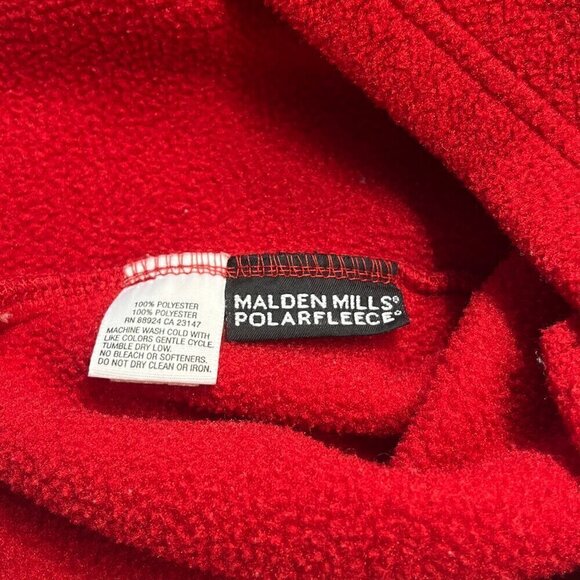 100% POLYESTER
100% POLYESTER
RN 88924 CA 23147
MACHINE WASH COLD WITH
LIKE COLORS GENTLE CYCLE.
TUMBLE DRY LOW.
NO BLEACH OR SOFTENERS.
DO NOT DRY CLEAN OR IRON.
MALDEN MILLS®
POLARFLEECE®